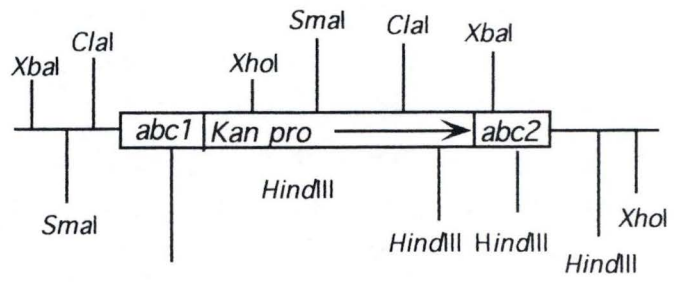 SmaI
ClaI
ClaI
XbaI
XbaI
XhoI
abc1 Kan pro abc2
HindIII
SmaI
XhoI
HindIII HindIII
HindIII